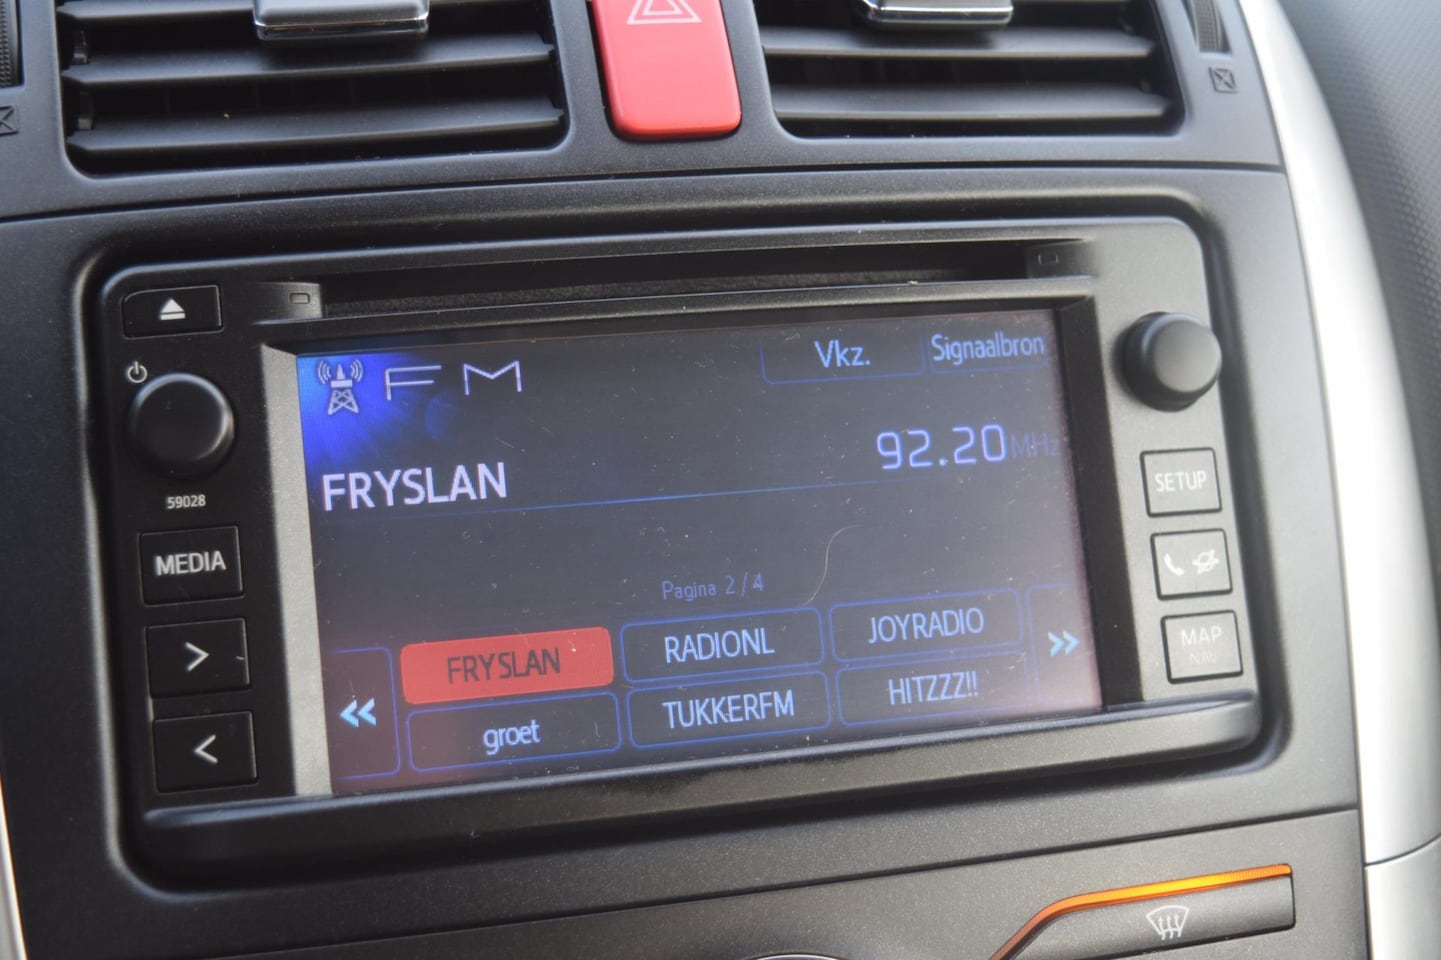 FM
Vkz.
Signaalbron
92.20 MHz
FRYSLAN
59028
MEDIA
SETUP
MAP
NAV
Pagina 2/4
FRYSLAN
RADIONL
JOYRADIO
groet
TUKKERFM
HITZZZ!!